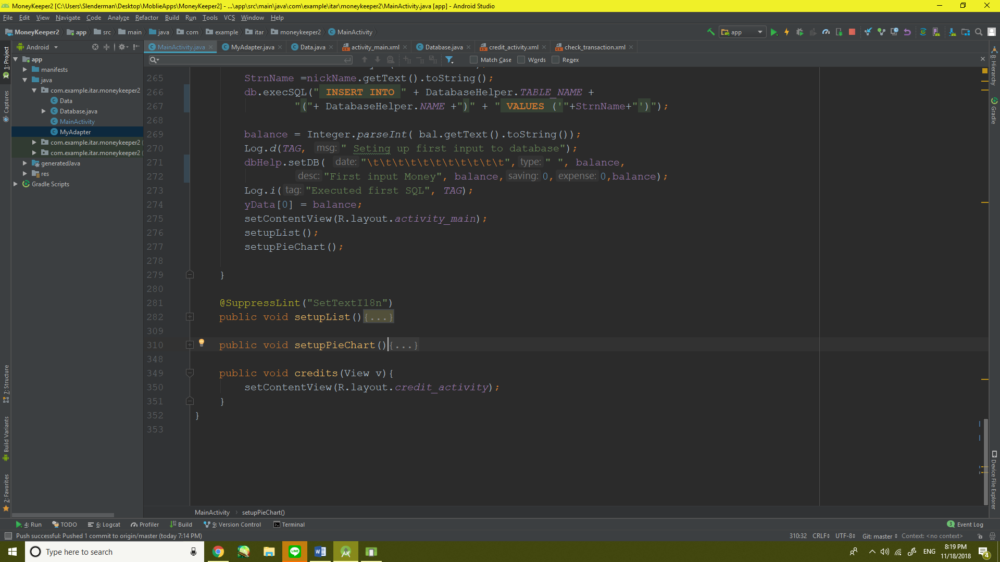 MoneyKeeper2 [C:\Users\Slenderman\Desktop\MoblieApps\MoneyKeeper2] - ...\app\src\main\java\com\example\itar\moneykeeper2\MainActivity.java [app] - Android Studio
File Edit View Navigate Code Analyze Refactor Build Run Tools VCS Window Help
MoneyKeeper2 app src main java com example itar moneykeeper2 MainActivity app
Android MainActivity.java MyAdapter.java Data.java activity_main.xml Database.java credit_activity.xml check_transaction.xml
Match Case Words Regex
1: Project
Captures
7: Structure
Build Variants
2: Favorites
app
manifests
java
com.example.itar.moneykeeper2
Data
Database.java
MainActivity
MyAdapter
com.example.itar.moneykeeper2 (
com.example.itar.moneykeeper2 (
generatedJava
res
Gradle Scripts
265 StrnName =nickName.getText().toString();
266 db.execSQL(" INSERT INTO " + DatabaseHelper.TABLE_NAME +
267 "("+ DatabaseHelper.NAME +")" + " VALUES ('"+StrnName+"')");
268
269 balance = Integer.parseInt( bal.getText().toString());
270 Log.d(TAG, msg: " Seting up first input to database");
271 dbHelp.setDB( date: "\t\t\t\t\t\t\t\t\t\t\t", type: " ", balance,
272 desc: "First input Money", balance, saving: 0, expense: 0,balance);
273 Log.i( tag: "Executed first SQL", TAG);
274 yData[0] = balance;
275 setContentView(R.layout.activity_main);
276 setupList();
277 setupPieChart();
278
279 }
280
281 @SuppressLint("SetTextI18n")
282 public void setupList(){...}
309
310 public void setupPieChart(){...}
348
349 public void credits(View v){
350 setContentView(R.layout.credit_activity);
351 }
352 }
353
8: Hierarchy
Gradle
Device File Explorer
MainActivity setupPieChart()
4: Run TODO 6: Logcat Profiler Build 9: Version Control Terminal 3 Event Log
Push successful: Pushed 1 commit to origin/master (today 7:14 PM) 310:32 CRLF UTF-8 Git: master Context: <no context>
Type here to search LINE ENG 8:19 PM
11/18/2018 4